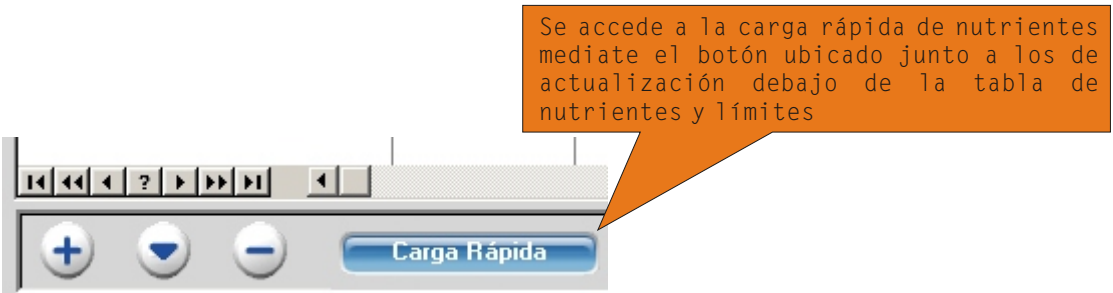 Se accede a la carga rápida de nutrientes
mediate el botón ubicado junto a los de
actualización debajo de la tabla de
nutrientes y límites
?
Carga Rápida